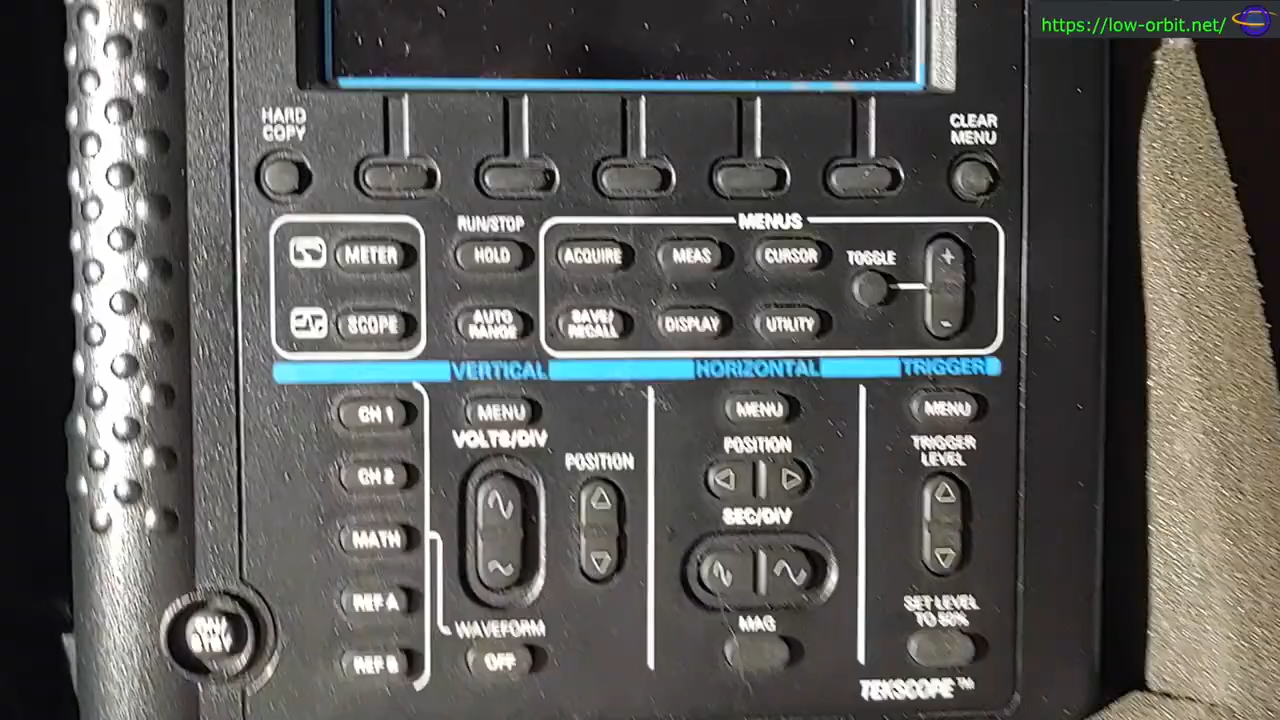 https://low-orbit.net/
HARD
COPY
CLEAR
MENU
RUN/STOP
MENUS
METER
HOLD
ACQUIRE
MEAS
CURSOR
TOGGLE
+
-
SCOPE
AUTO
RANGE
SAVE/
RECALL
DISPLAY
UTILITY
VERTICAL
HORIZONTAL
TRIGGER
CH 1
MENU
VOLTS/DIV
POSITION
CH 2
MATH
REF A
REF B
WAVEFORM
OFF
MENU
POSITION
SEC/DIV
MAG
MENU
TRIGGER
LEVEL
SET LEVEL
TO 50%
ON/
STBY
TEKSCOPE™